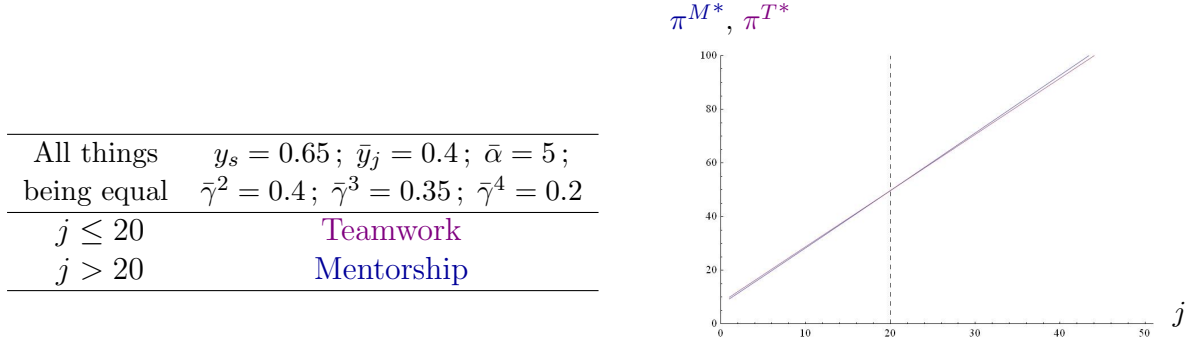 All things y_s = 0.65 ; ȳ_j = 0.4 ; ᾱ = 5 ;
being equal γ̄² = 0.4 ; γ̄³ = 0.35 ; γ̄⁴ = 0.2
j ≤ 20 Teamwork
j > 20 Mentorship
π^{M*}, π^{T*}
100
80
60
40
20
0
0 10 20 30 40 50
j